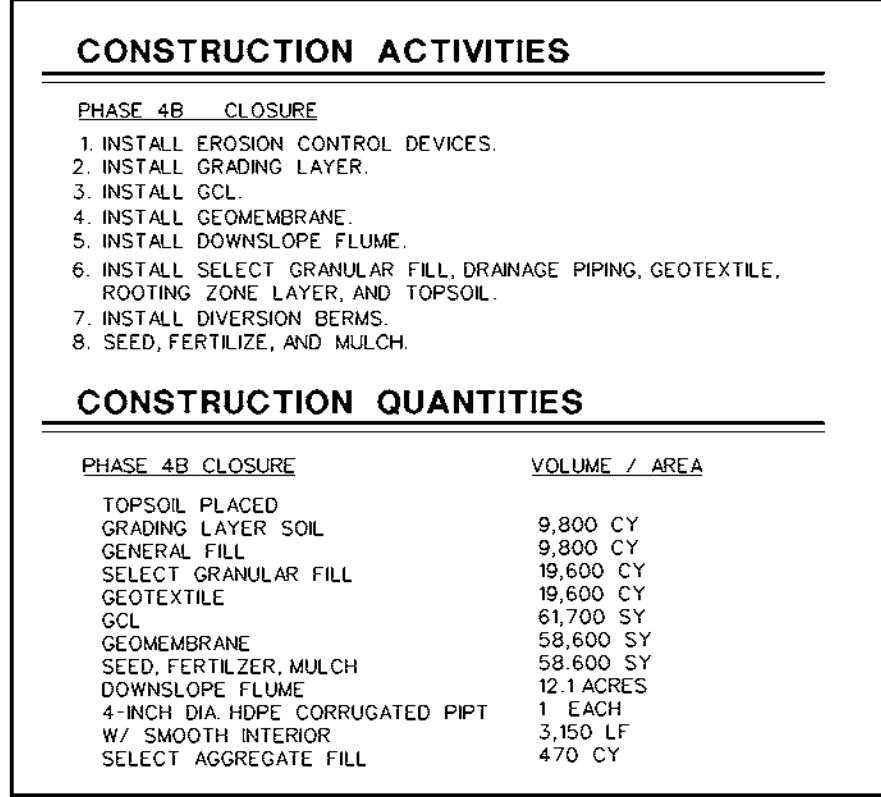 CONSTRUCTION ACTIVITIES
PHASE 4B CLOSURE
1. INSTALL EROSION CONTROL DEVICES.
2. INSTALL GRADING LAYER.
3. INSTALL GCL.
4. INSTALL GEOMEMBRANE.
5. INSTALL DOWNSLOPE FLUME.
6. INSTALL SELECT GRANULAR FILL, DRAINAGE PIPING, GEOTEXTILE,
ROOTING ZONE LAYER, AND TOPSOIL.
7. INSTALL DIVERSION BERMS.
8. SEED, FERTILIZE, AND MULCH.
CONSTRUCTION QUANTITIES
PHASE 4B CLOSURE VOLUME / AREA
TOPSOIL PLACED
GRADING LAYER SOIL 9,800 CY
GENERAL FILL 9,800 CY
SELECT GRANULAR FILL 19,600 CY
GEOTEXTILE 19,600 CY
GCL 61,700 SY
GEOMEMBRANE 58,600 SY
SEED, FERTILZER, MULCH 58.600 SY
DOWNSLOPE FLUME 12.1 ACRES
4-INCH DIA. HDPE CORRUGATED PIPT 1 EACH
W/ SMOOTH INTERIOR 3,150 LF
SELECT AGGREGATE FILL 470 CY